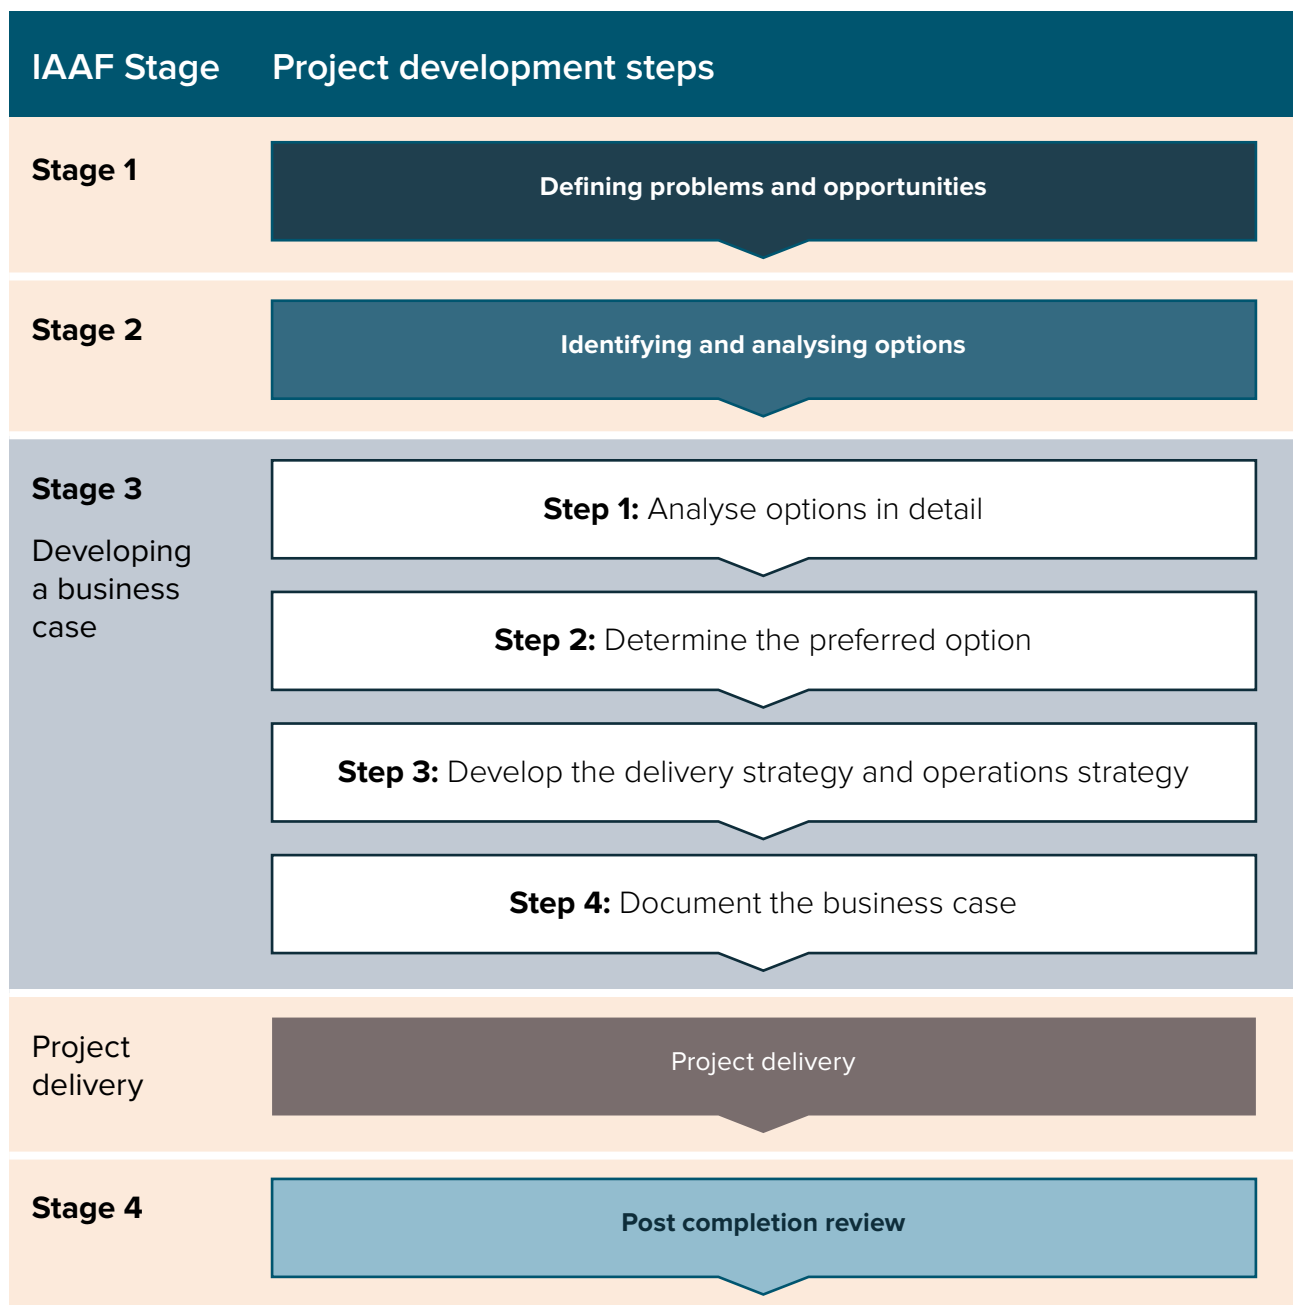 IAAF Stage
Project development steps
Stage 1
Defining problems and opportunities
Stage 2
Identifying and analysing options
Stage 3
Developing
a business
case
Step 1: Analyse options in detail
Step 2: Determine the preferred option
Step 3: Develop the delivery strategy and operations strategy
Step 4: Document the business case
Project
delivery
Project delivery
Stage 4
Post completion review